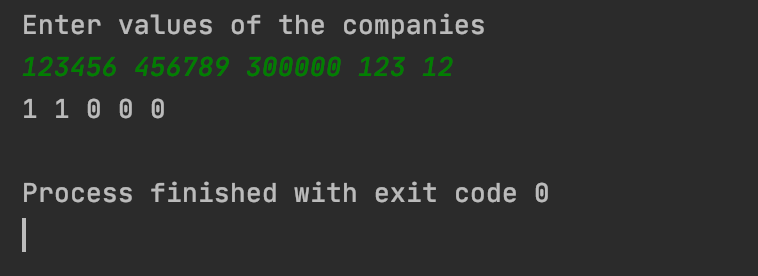 Enter values of the companies
123456 456789 300000 123 12
1 1 0 0 0
Process finished with exit code 0